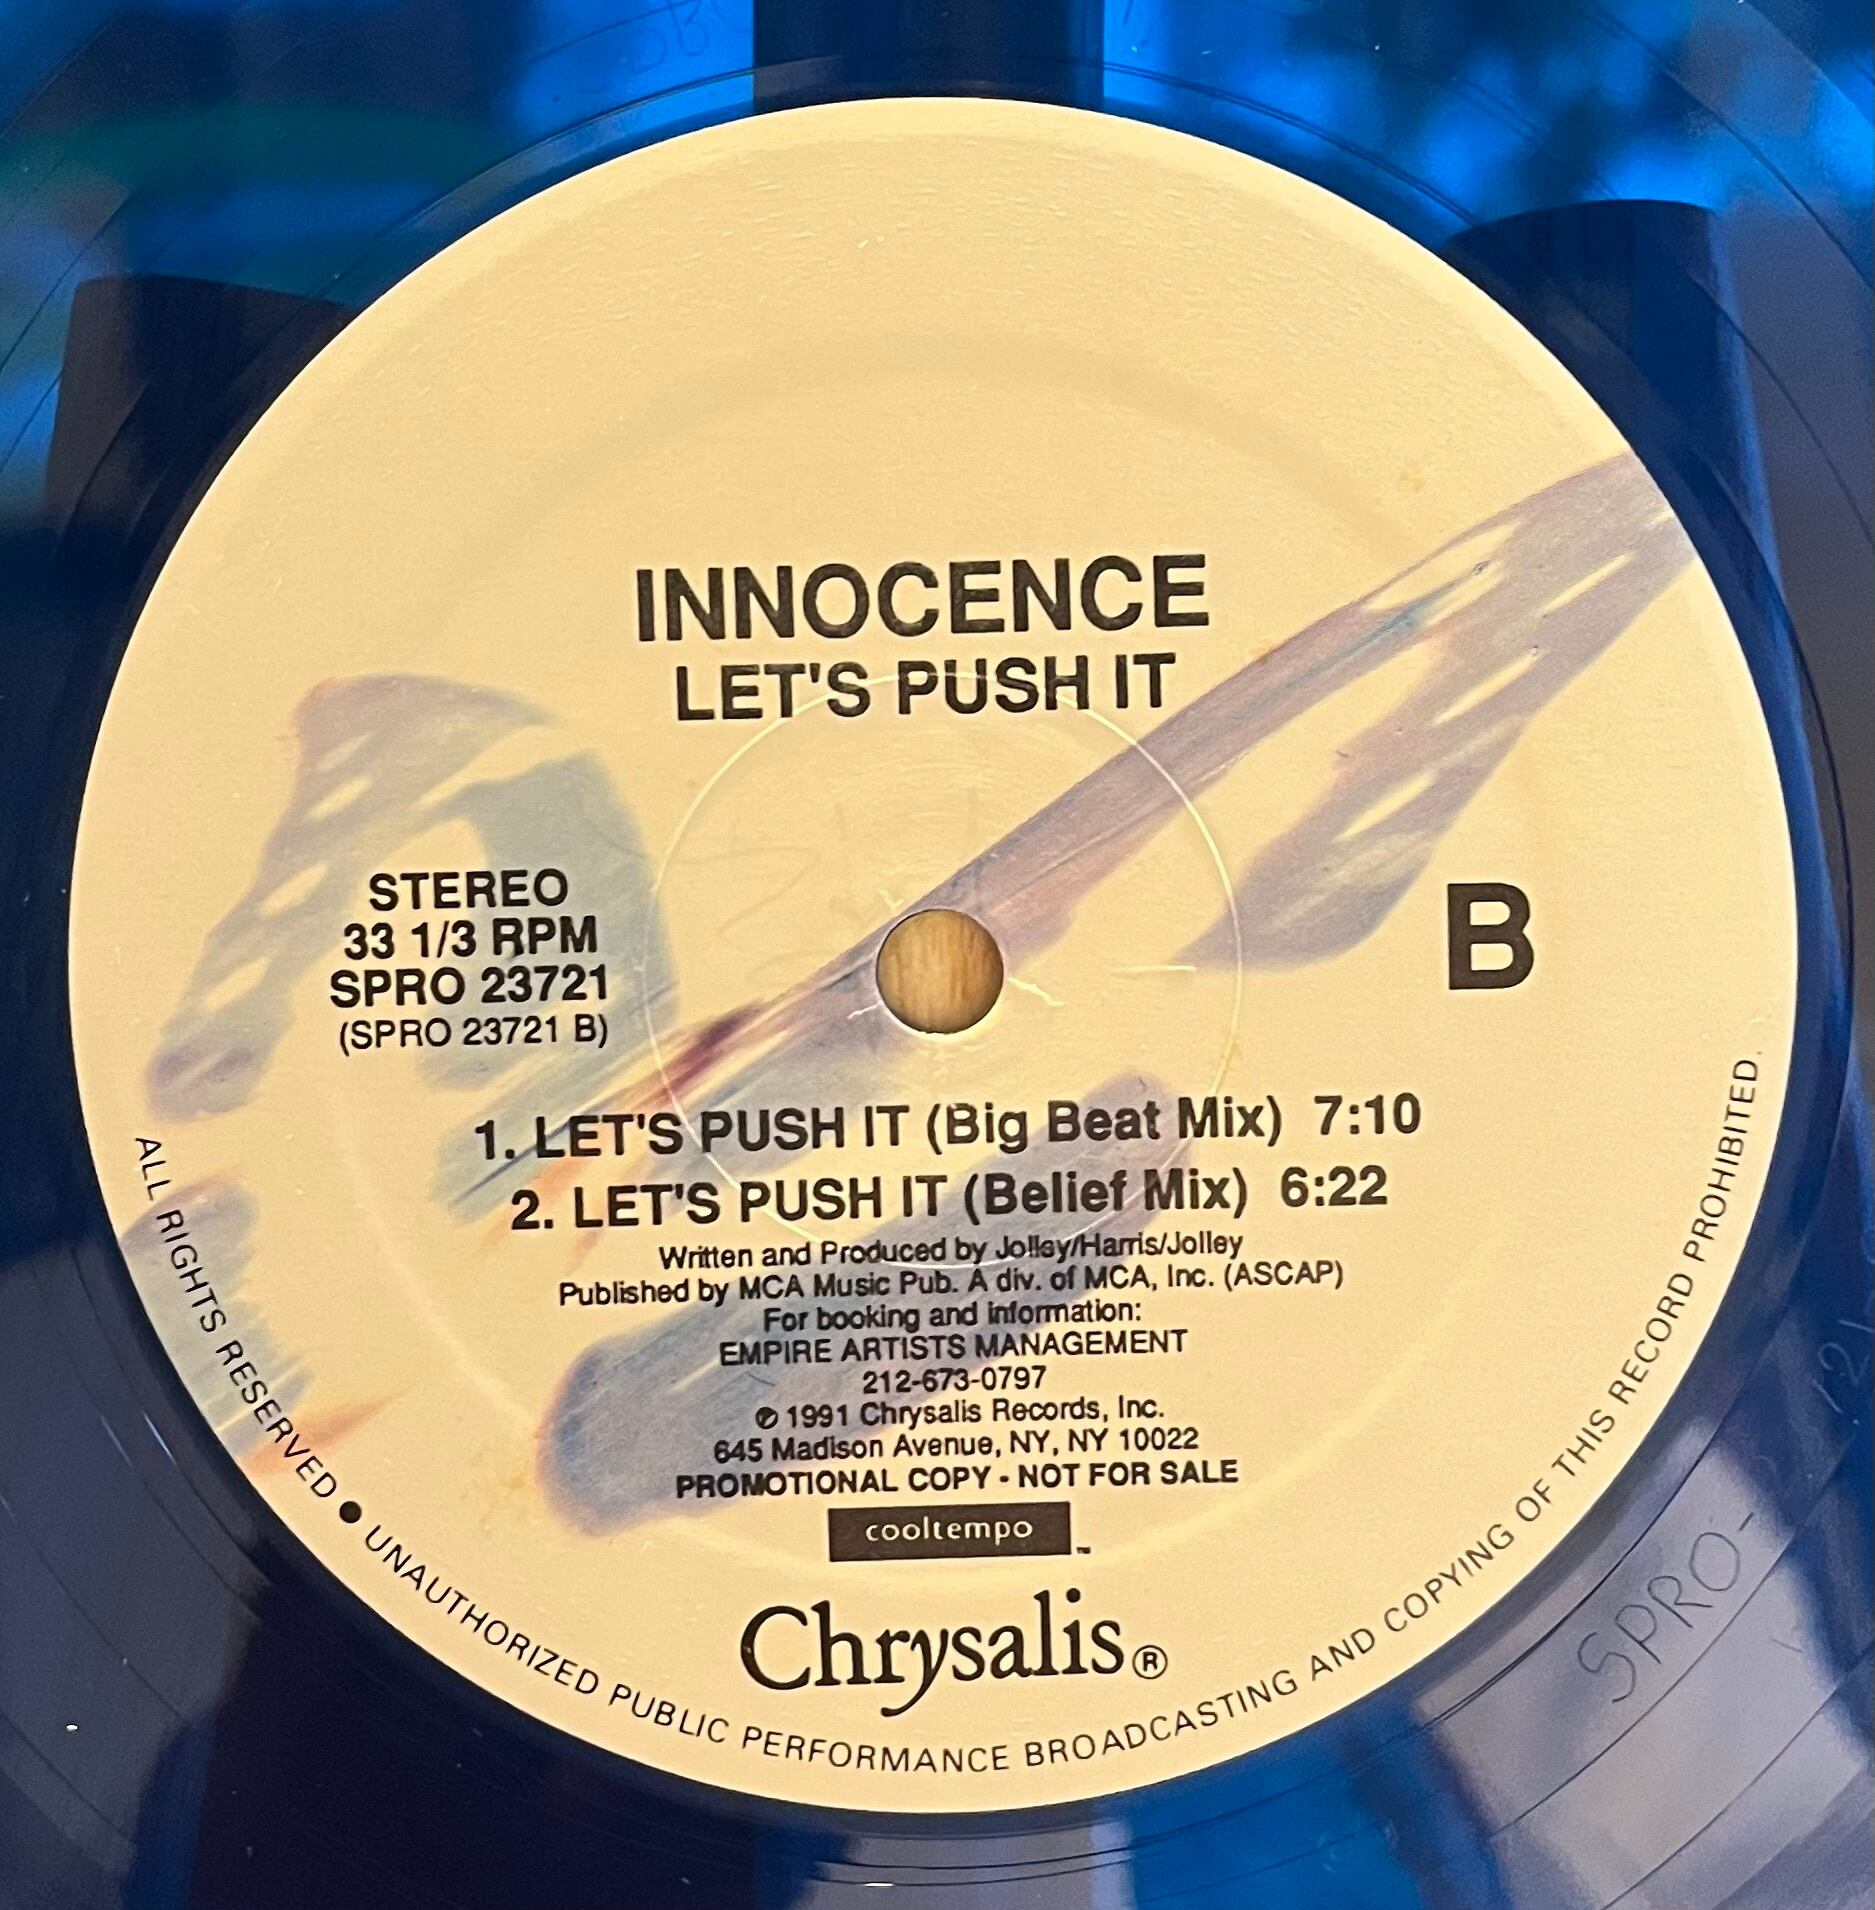 INNOCENCE
LET'S PUSH IT
STEREO
33 1/3 RPM
SPRO 23721
(SPRO 23721 B)
B
1. LET'S PUSH IT (Big Beat Mix) 7:10
2. LET'S PUSH IT (Belief Mix) 6:22
Written and Produced by Jolley/Harris/Jolley
Published by MCA Music Pub. A div. of MCA, Inc. (ASCAP)
For booking and information:
EMPIRE ARTISTS MANAGEMENT
212-673-0797
℗ 1991 Chrysalis Records, Inc.
645 Madison Avenue, NY, NY 10022
PROMOTIONAL COPY - NOT FOR SALE
cooltempo™
Chrysalis®
ALL RIGHTS RESERVED ● UNAUTHORIZED PUBLIC PERFORMANCE BROADCASTING AND COPYING OF THIS RECORD PROHIBITED.
SPRO-